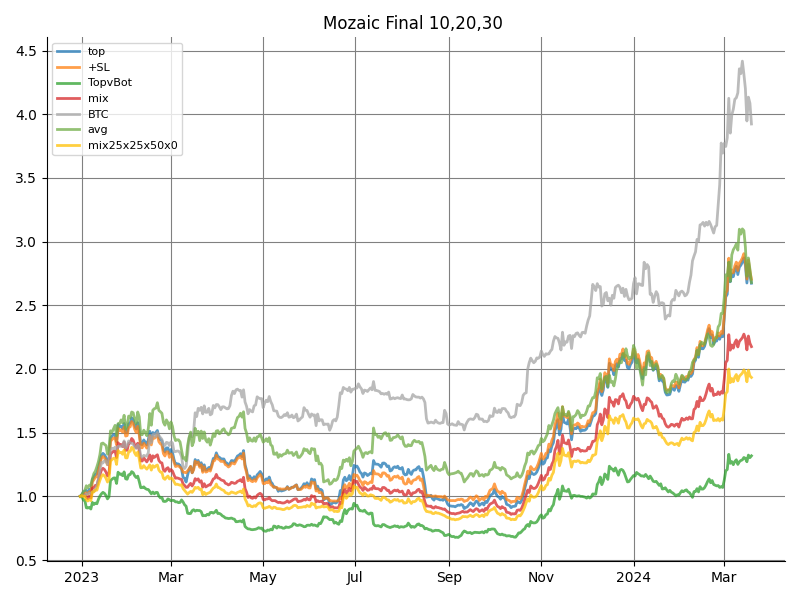 Mozaic Final 10,20,30
top
+SL
TopvBot
mix
BTC
avg
mix25x25x50x0
4.5
4.0
3.5
3.0
2.5
2.0
1.5
1.0
0.5
2023
Mar
May
Jul
Sep
Nov
2024
Mar